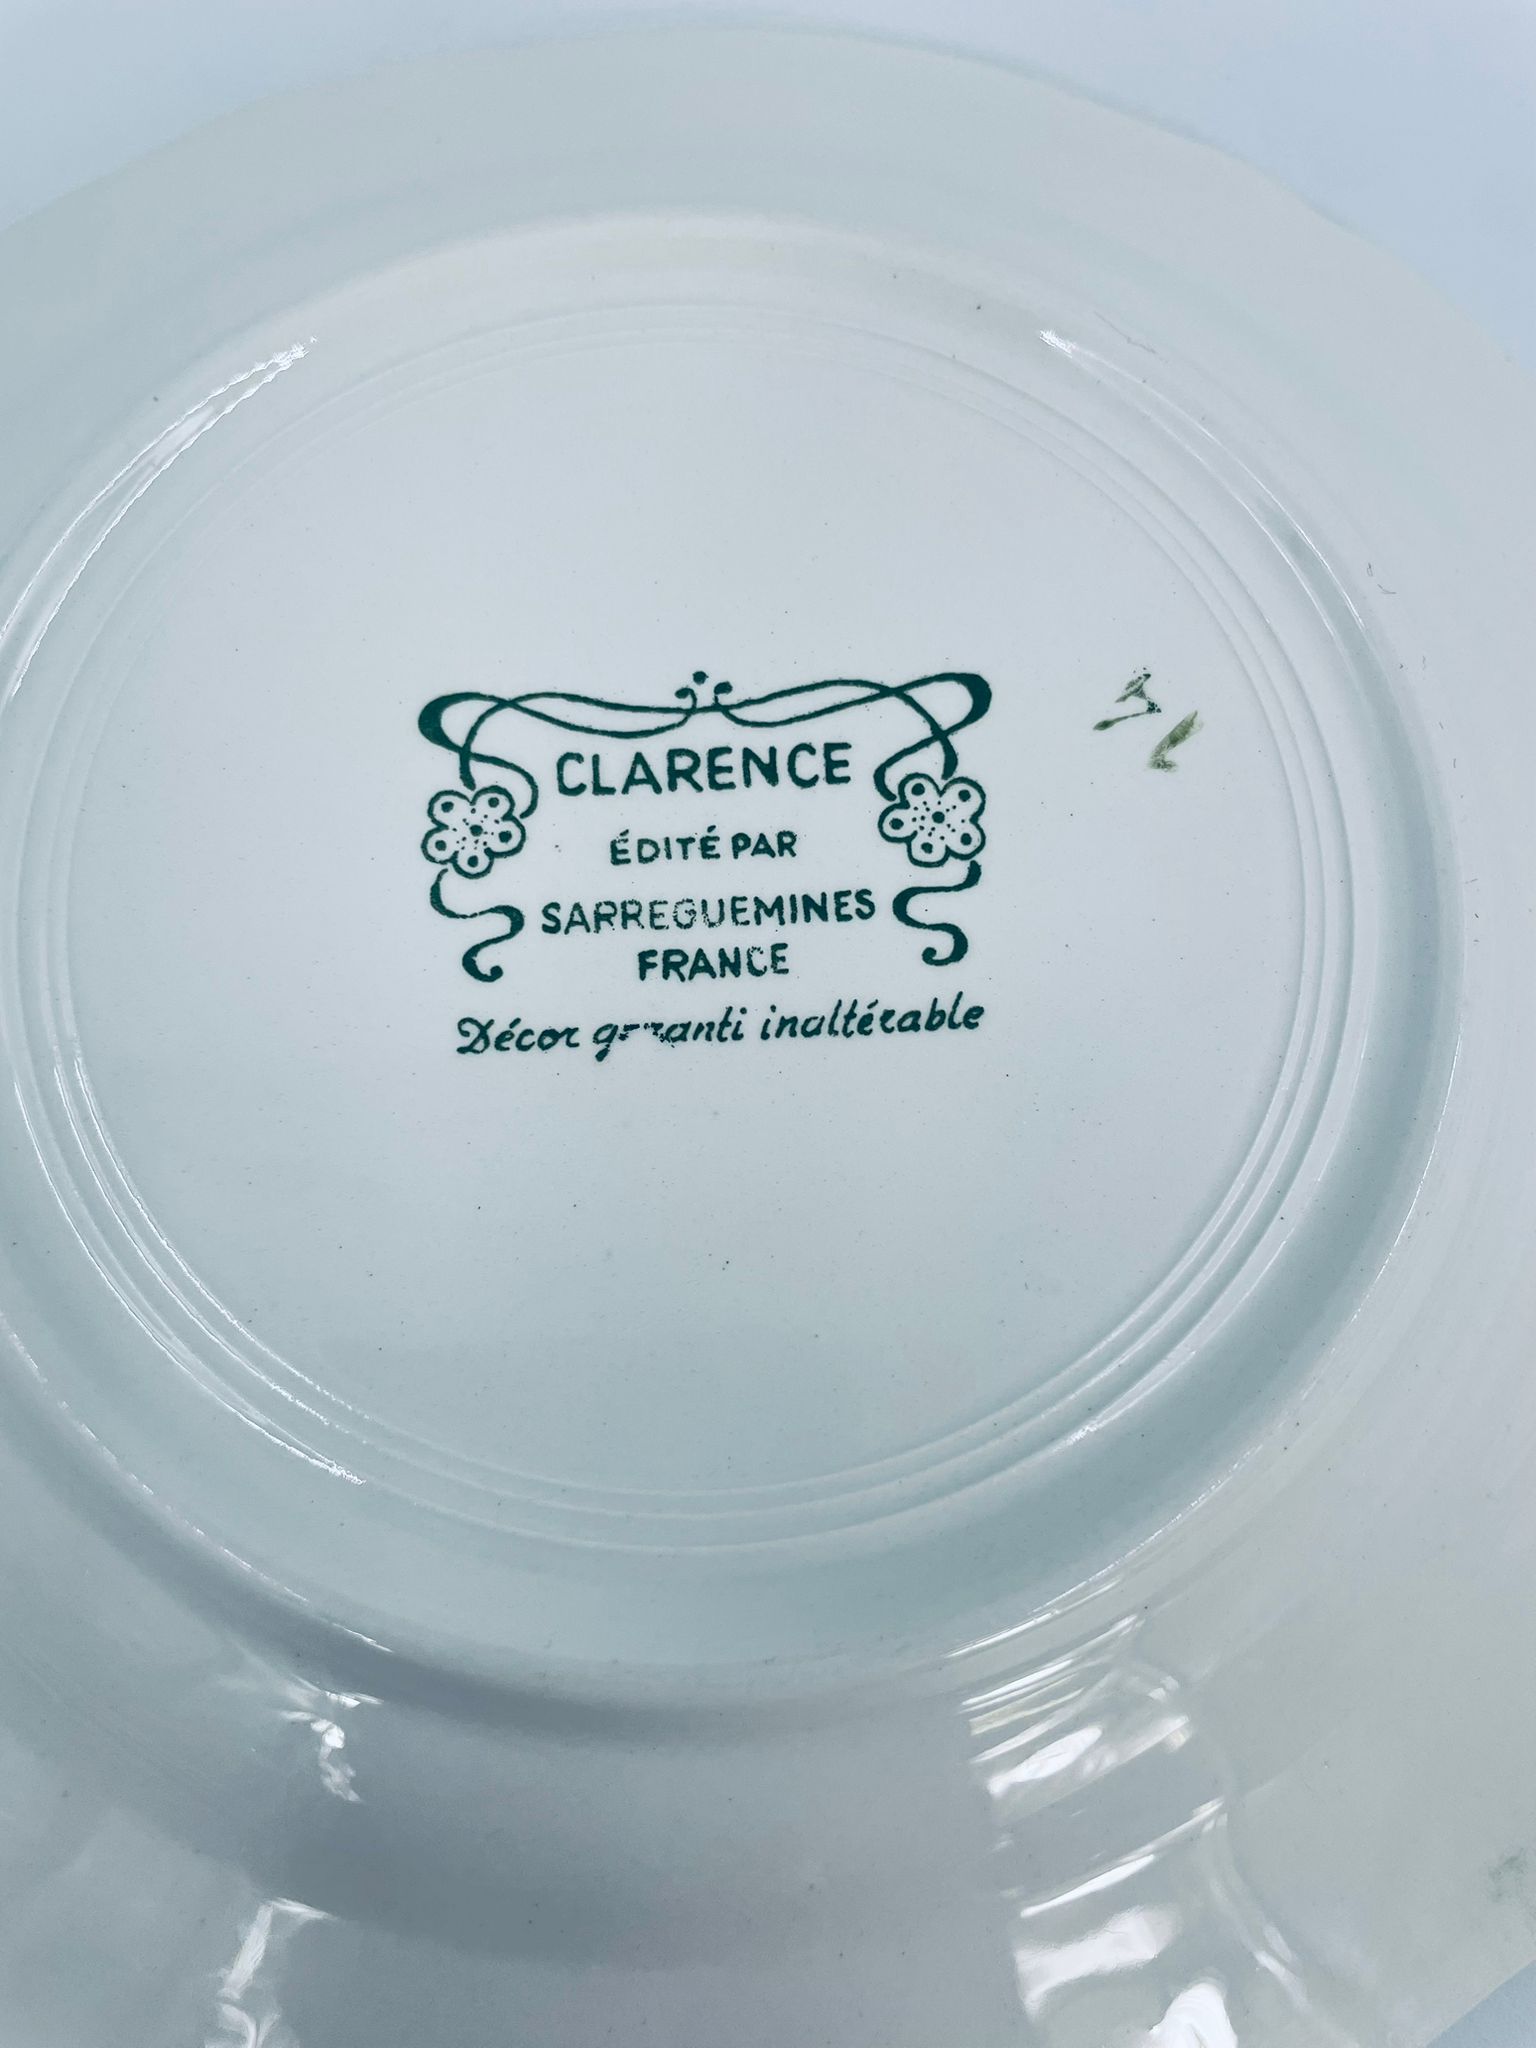 CLARENCE
ÉDITÉ PAR
SARREGUEMINES
FRANCE
Décor garanti inaltérable